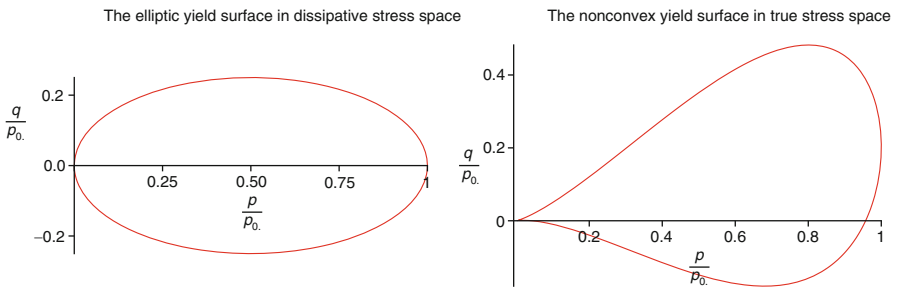 The elliptic yield surface in dissipative stress space
0.2
q
p0.
0.0
0.25
0.50
0.75
1
p
p0.
−0.2
The nonconvex yield surface in true stress space
0.4
q
p0.
0.2
0
0.2
0.4
0.6
0.8
1
p
p0.